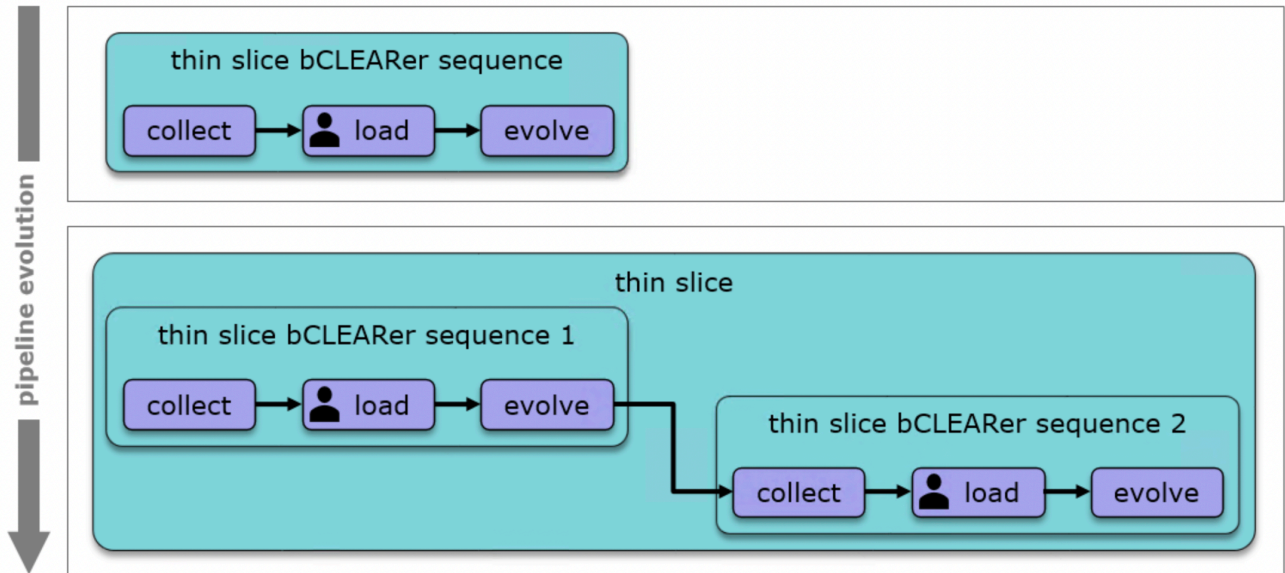 pipeline evolution
thin slice bCLEARer sequence
collect
load
evolve
thin slice
thin slice bCLEARer sequence 1
collect
load
evolve
thin slice bCLEARer sequence 2
collect
load
evolve